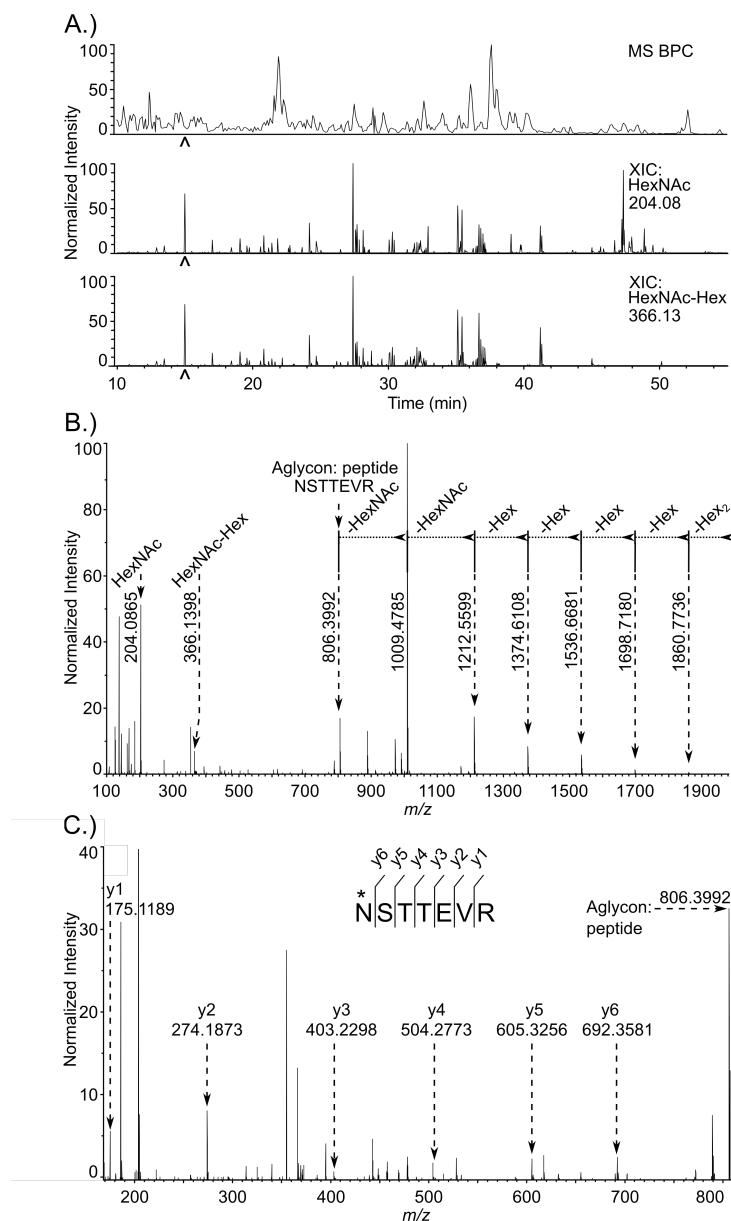 A.)
MS BPC
100
50
0
^
XIC:
HexNAc
204.08
100
50
0
^
XIC:
HexNAc-Hex
366.13
100
50
0
^
Normalized Intensity
10 20 30 40 50
Time (min)
B.)
100
80
60
40
20
0
Normalized Intensity
Aglycon: peptide
NSTTEVR
HexNAc
HexNAc-Hex
-HexNAc
-HexNAc
-Hex
-Hex
-Hex
-Hex
-Hex2
204.0865
366.1398
806.3992
1009.4785
1212.5599
1374.6108
1536.6681
1698.7180
1860.7736
100 300 500 700 900 1100 1300 1500 1700 1900
m/z
C.)
40
30
20
10
0
Normalized Intensity
y6 y5 y4 y3 y2 y1
*
NSTTEVR
y1
175.1189
Aglycon:
peptide
806.3992
y2
274.1873
y3
403.2298
y4
504.2773
y5
605.3256
y6
692.3581
200 300 400 500 600 700 800
m/z